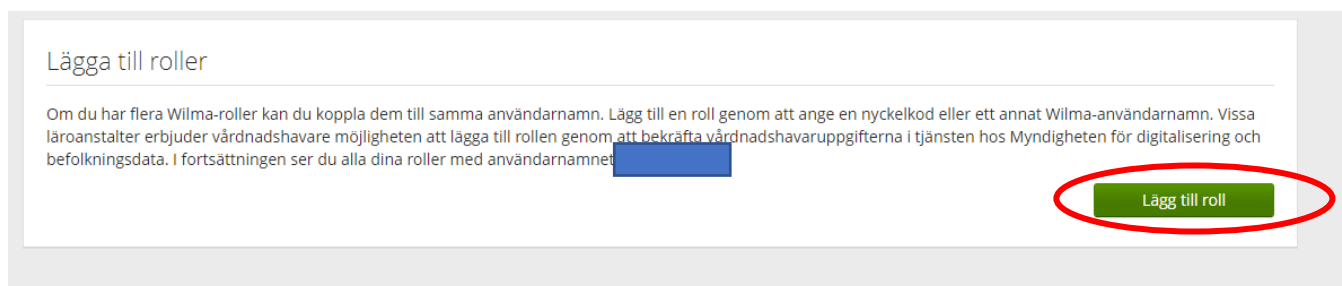 Lägga till roller
Om du har flera Wilma-roller kan du koppla dem till samma användarnamn. Lägg till en roll genom att ange en nyckelkod eller ett annat Wilma-användarnamn. Vissa
läroanstalter erbjuder vårdnadshavare möjligheten att lägga till rollen genom att bekräfta vårdnadshavaruppgifterna i tjänsten hos Myndigheten för digitalisering och
befolkningsdata. I fortsättningen ser du alla dina roller med användarnamnet
Lägg till roll